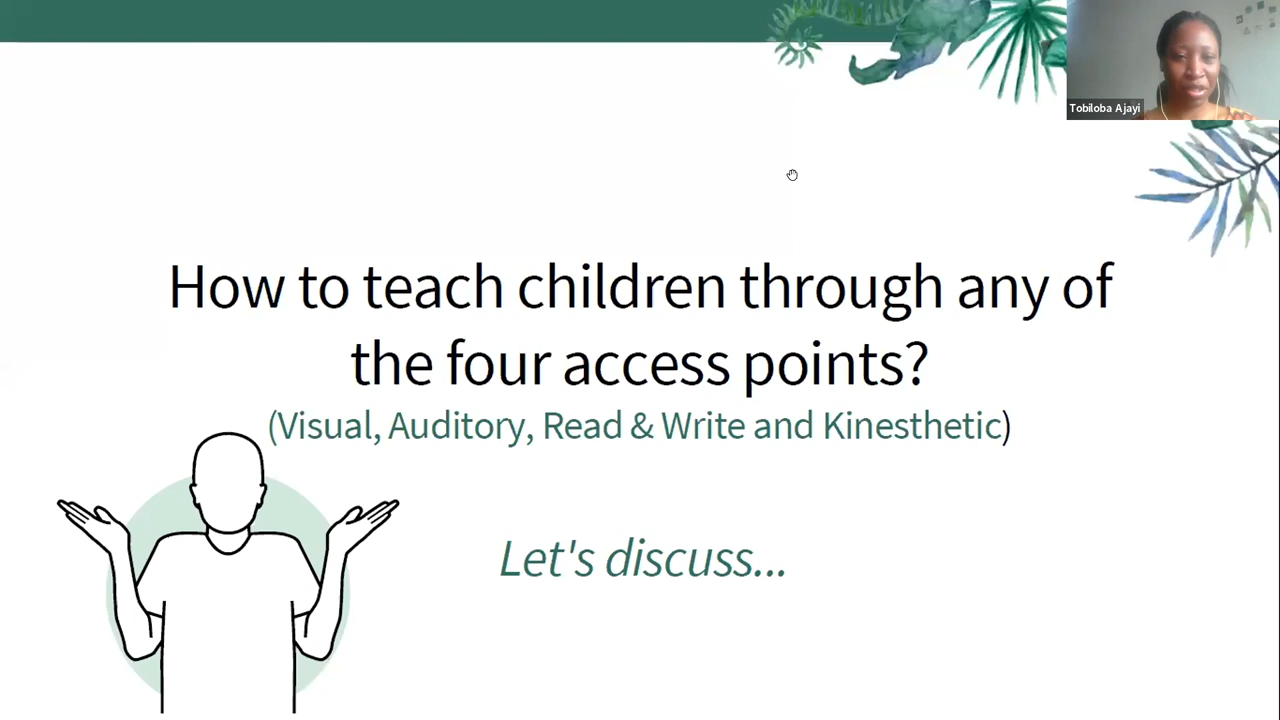 Tobiloba Ajayi
How to teach children through any of
the four access points?
(Visual, Auditory, Read & Write and Kinesthetic)
Let's discuss...